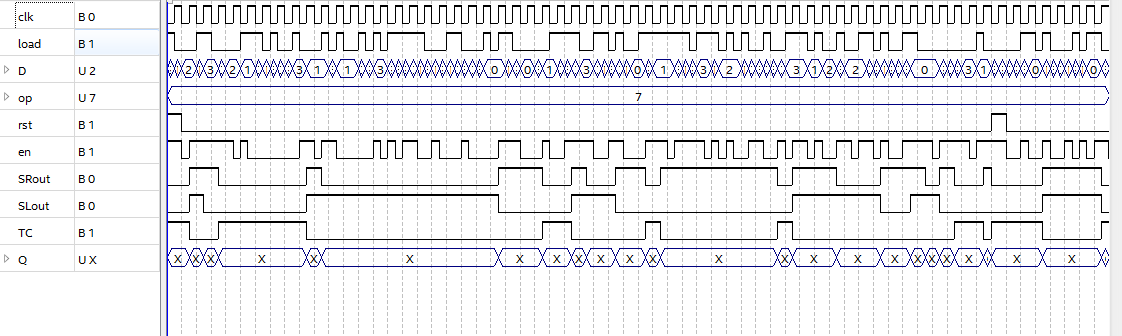 clk B 0
load B 1
D U 2 2 3 2 1 3 1 1 3 0 0 1 3 0 1 3 2 3 1 2 2 0 3 1 0 0
op U 7 7
rst B 1
en B 1
SRout B 0
SLout B 0
TC B 1
Q U X X X X X X X X X X X X X X X X X X X X X X X X X